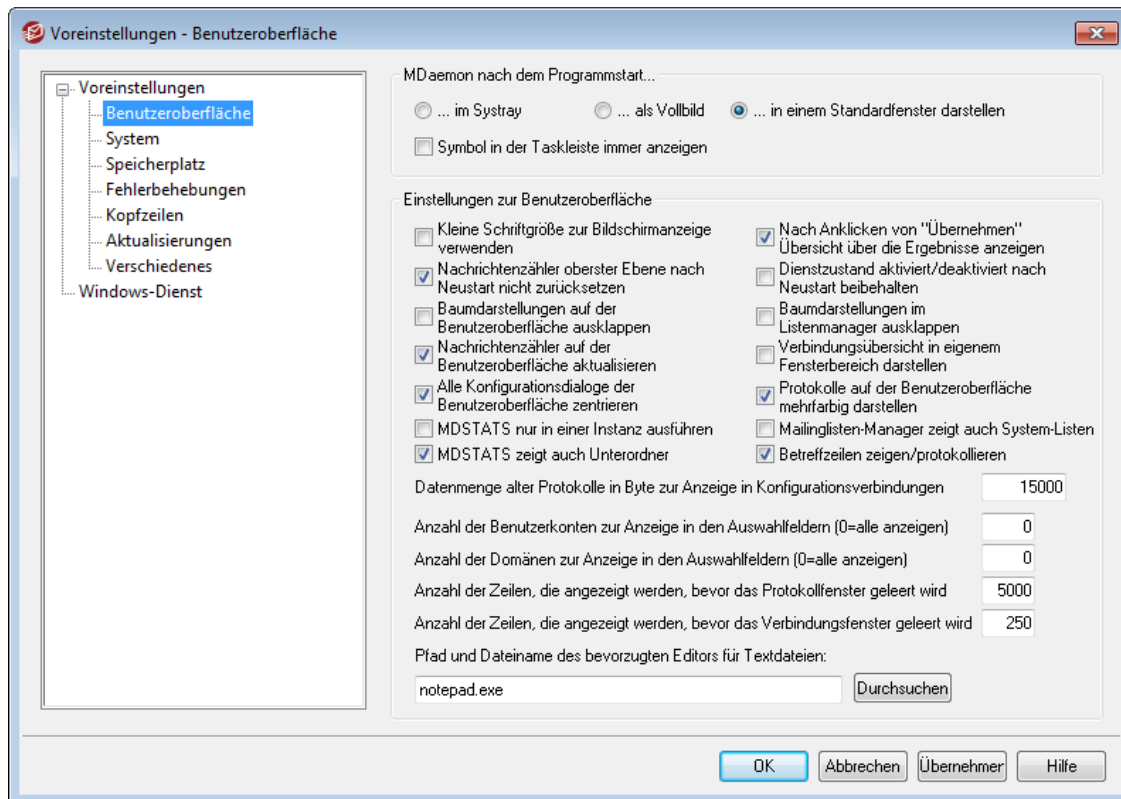 Voreinstellungen - Benutzeroberfläche
Voreinstellungen
Benutzeroberfläche
System
Speicherplatz
Fehlerbehebungen
Kopfzeilen
Aktualisierungen
Verschiedenes
Windows-Dienst
MDaemon nach dem Programmstart...
... im Systray
... als Vollbild
... in einem Standardfenster darstellen
Symbol in der Taskleiste immer anzeigen
Einstellungen zur Benutzeroberfläche
Kleine Schriftgröße zur Bildschirmanzeige
verwenden
Nach Anklicken von "Übernehmen"
Übersicht über die Ergebnisse anzeigen
Nachrichtenzähler oberster Ebene nach
Neustart nicht zurücksetzen
Dienstzustand aktiviert/deaktiviert nach
Neustart beibehalten
Baumdarstellungen auf der
Benutzeroberfläche ausklappen
Baumdarstellungen im
Listenmanager ausklappen
Nachrichtenzähler auf der
Benutzeroberfläche aktualisieren
Verbindungsübersicht in eigenem
Fensterbereich darstellen
Alle Konfigurationsdialoge der
Benutzeroberfläche zentrieren
Protokolle auf der Benutzeroberfläche
mehrfarbig darstellen
MDSTATS nur in einer Instanz ausführen
Mailinglisten-Manager zeigt auch System-Listen
MDSTATS zeigt auch Unterordner
Betreffzeilen zeigen/protokollieren
Datenmenge alter Protokolle in Byte zur Anzeige in Konfigurationsverbindungen 15000
Anzahl der Benutzerkonten zur Anzeige in den Auswahlfeldern (0=alle anzeigen) 0
Anzahl der Domänen zur Anzeige in den Auswahlfeldern (0=alle anzeigen) 0
Anzahl der Zeilen, die angezeigt werden, bevor das Protokollfenster geleert wird 5000
Anzahl der Zeilen, die angezeigt werden, bevor das Verbindungsfenster geleert wird 250
Pfad und Dateiname des bevorzugten Editors für Textdateien:
notepad.exe
Durchsuchen
OK
Abbrechen
Übernehmer
Hilfe